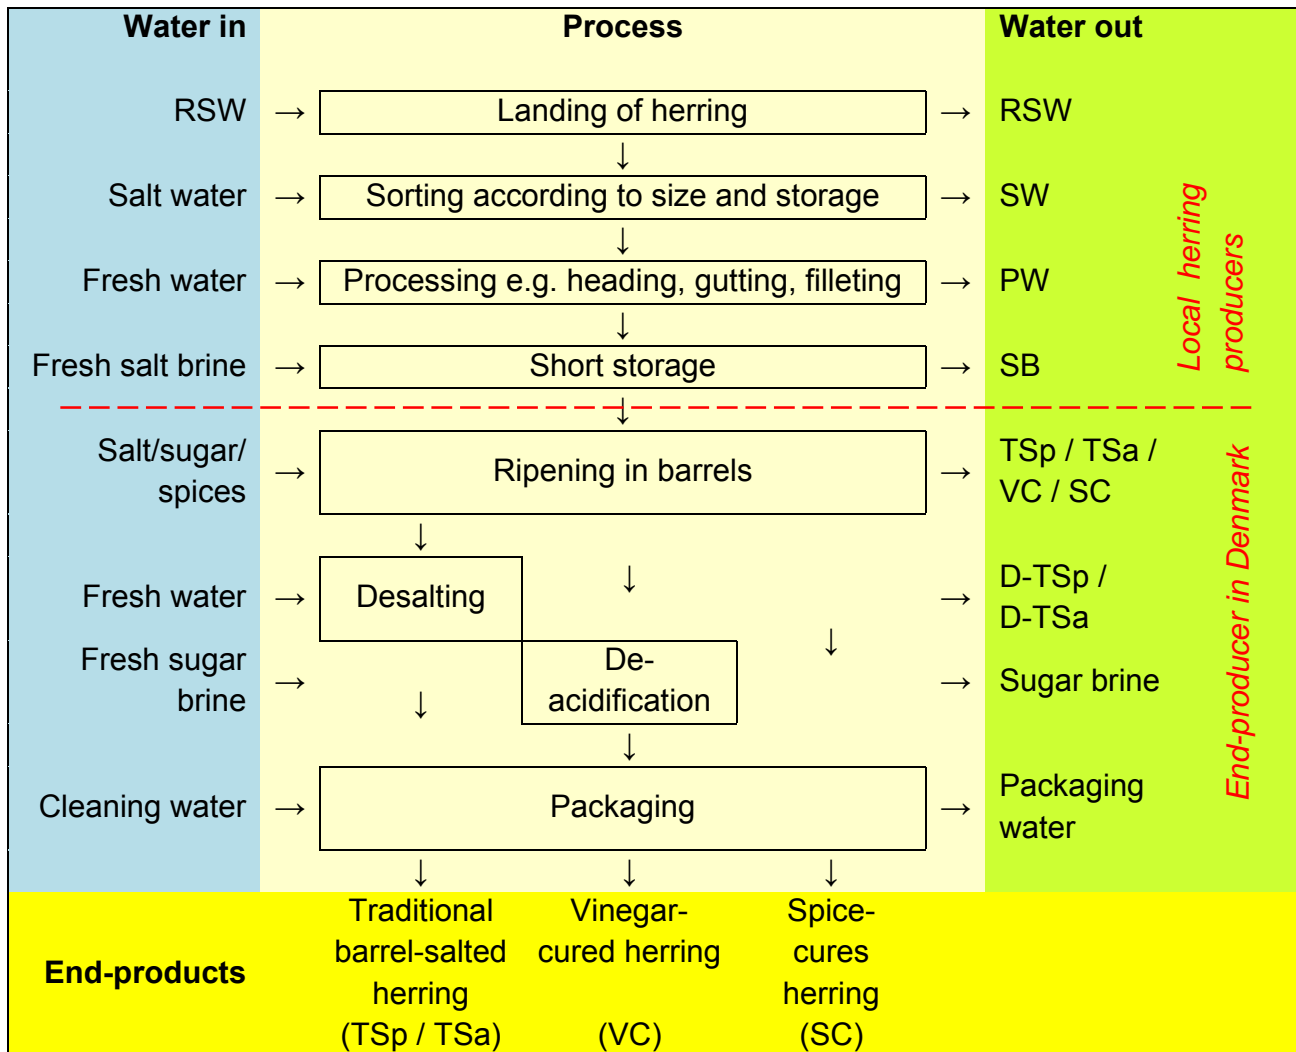 Water in Process Water out
RSW → Landing of herring → RSW
↓
Salt water → Sorting according to size and storage → SW
↓
Fresh water → Processing e.g. heading, gutting, filleting → PW
↓
Fresh salt brine → Short storage → SB
Local herring
producers
↓
Salt/sugar/
spices
→ Ripening in barrels →
TSp / TSa /
VC / SC
↓
Fresh water → Desalting ↓ →
D-TSp /
D-TSa
Fresh sugar
brine
→ ↓
De-
acidification
↓ → Sugar brine
↓
Cleaning water → Packaging →
Packaging
water
End-producer in Denmark
↓ ↓ ↓
End-products
Traditional
barrel-salted
herring
(TSp / TSa)
Vinegar-
cured herring
(VC)
Spice-
cures
herring
(SC)